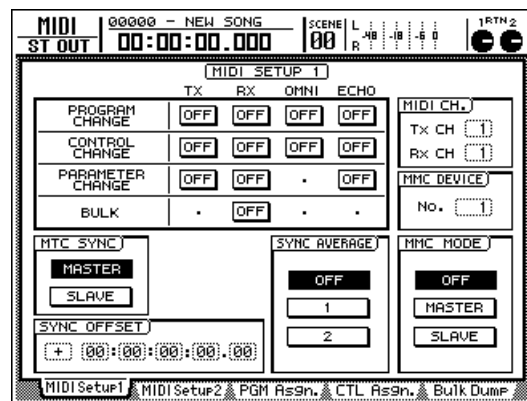 MIDI 00000 - NEW SONG SCENE L -48 -18 -6 0 1RTN2
ST OUT 00:00:00.000 00 R
MIDI SETUP 1
TX RX OMNI ECHO
PROGRAM CHANGE OFF OFF OFF OFF
CONTROL CHANGE OFF OFF OFF OFF
PARAMETER CHANGE OFF OFF · OFF
BULK · OFF · ·
MIDI CH.
Tx CH 1
Rx CH 1
MMC DEVICE
No. 1
MTC SYNC
MASTER
SLAVE
SYNC OFFSET
+ 00:00:00:00.00
SYNC AVERAGE
OFF
1
2
MMC MODE
OFF
MASTER
SLAVE
MIDI Setup1 MIDI Setup2 PGM Asgn. CTL Asgn. Bulk Dump